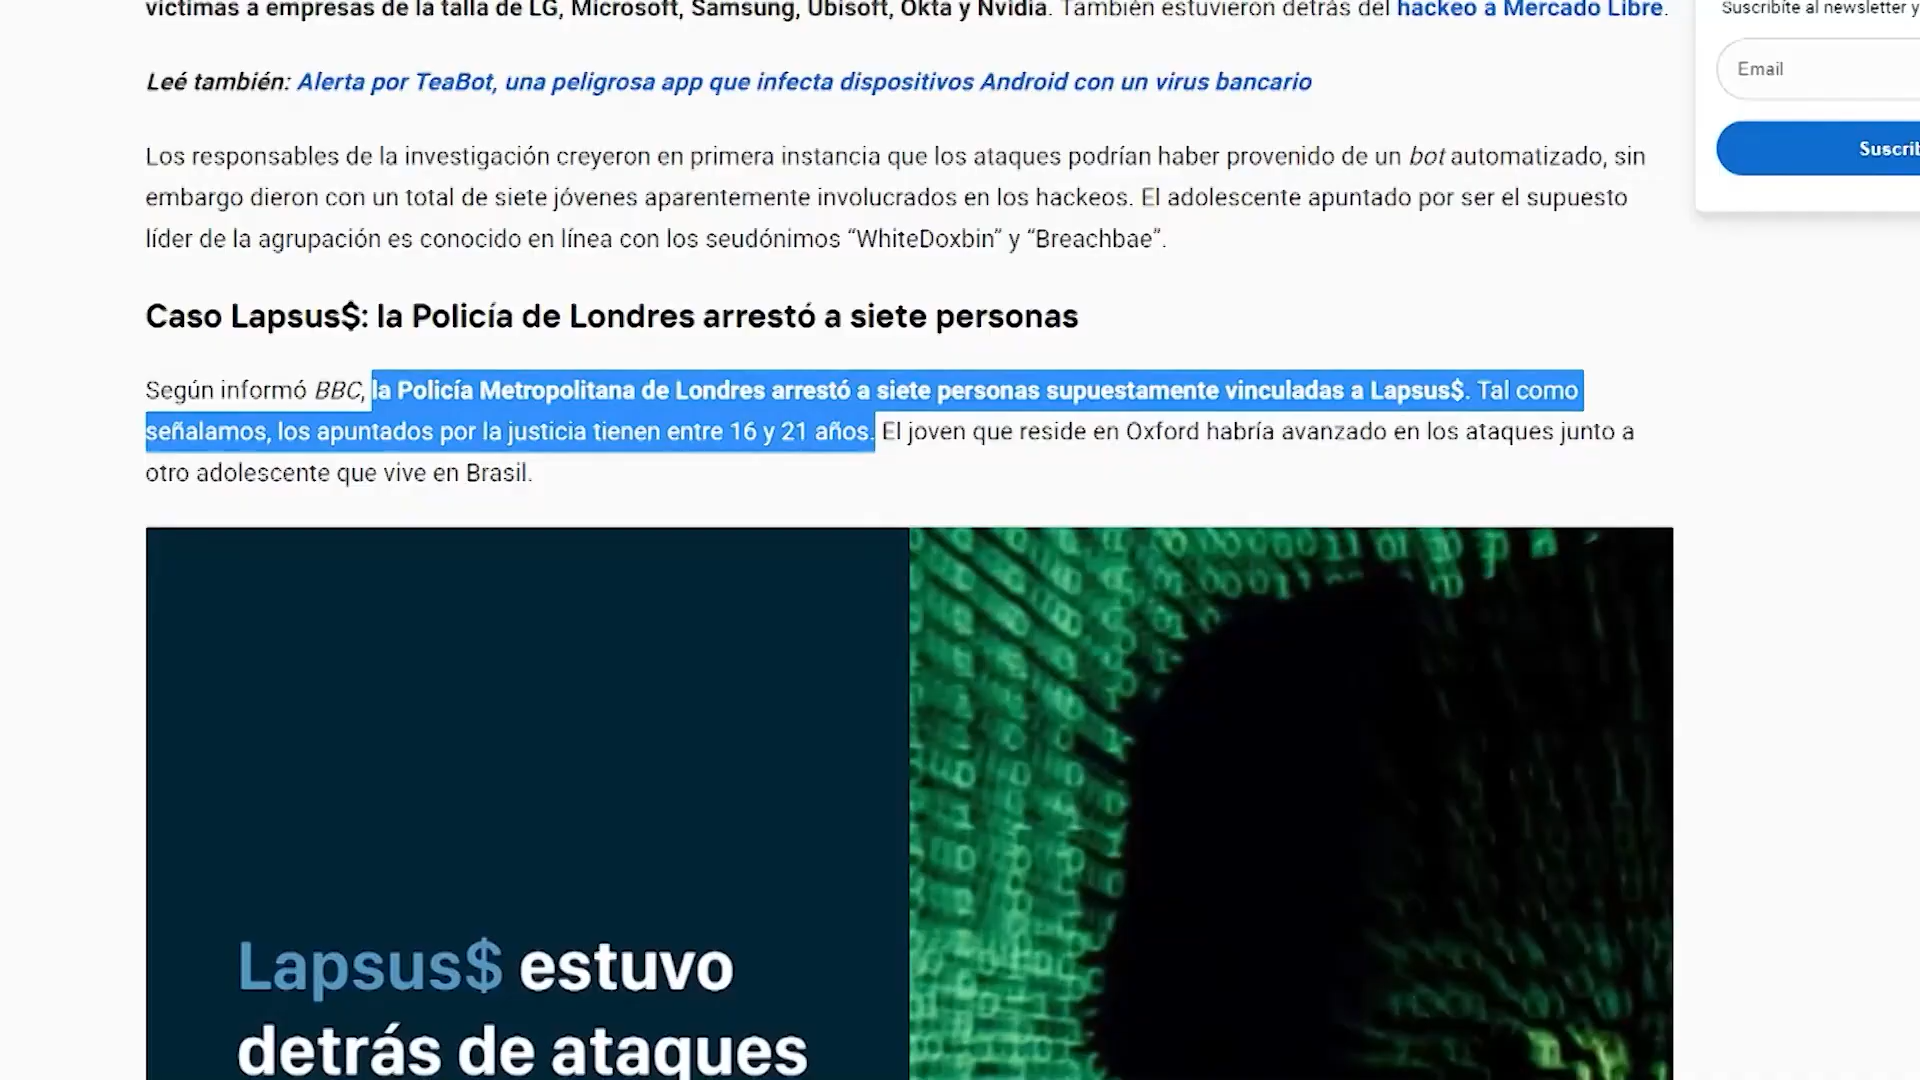 víctimas a empresas de la talla de LG, Microsoft, Samsung, Ubisoft, Okta y Nvidia. También estuvieron detrás del hackeo a Mercado Libre.
Suscribite al newsletter y
Email
Suscrib
Leé también: Alerta por TeaBot, una peligrosa app que infecta dispositivos Android con un virus bancario
Los responsables de la investigación creyeron en primera instancia que los ataques podrían haber provenido de un bot automatizado, sin
embargo dieron con un total de siete jóvenes aparentemente involucrados en los hackeos. El adolescente apuntado por ser el supuesto
líder de la agrupación es conocido en línea con los seudónimos “WhiteDoxbin” y “Breachbae”.
Caso Lapsus$: la Policía de Londres arrestó a siete personas
Según informó BBC, la Policía Metropolitana de Londres arrestó a siete personas supuestamente vinculadas a Lapsus$. Tal como
señalamos, los apuntados por la justicia tienen entre 16 y 21 años. El joven que reside en Oxford habría avanzado en los ataques junto a
otro adolescente que vive en Brasil.
Lapsus$ estuvo
detrás de ataques